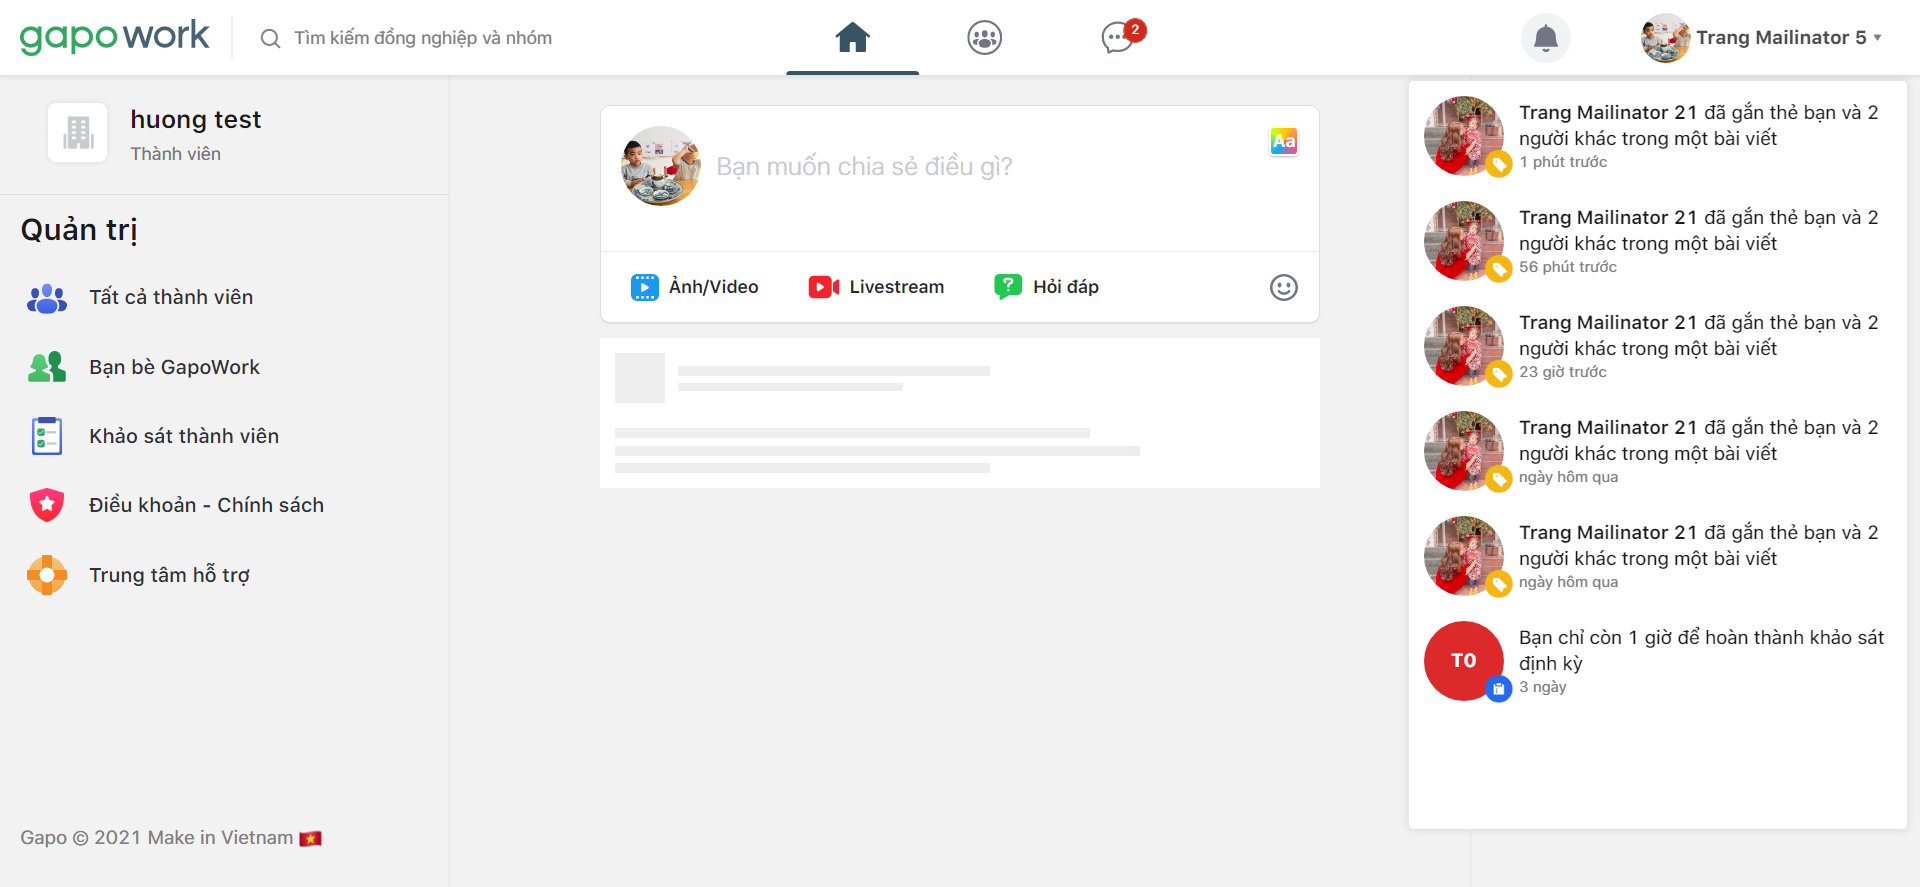 gapowork
Tìm kiếm đồng nghiệp và nhóm
2
Trang Mailinator 5
huong test
Thành viên
Quản trị
Tất cả thành viên
Bạn bè GapoWork
Khảo sát thành viên
Điều khoản - Chính sách
Trung tâm hỗ trợ
Gapo © 2021 Make in Vietnam
Bạn muốn chia sẻ điều gì?
Aa
Ảnh/Video
Livestream
Hỏi đáp
Trang Mailinator 21 đã gắn thẻ bạn và 2
người khác trong một bài viết
1 phút trước
Trang Mailinator 21 đã gắn thẻ bạn và 2
người khác trong một bài viết
56 phút trước
Trang Mailinator 21 đã gắn thẻ bạn và 2
người khác trong một bài viết
23 giờ trước
Trang Mailinator 21 đã gắn thẻ bạn và 2
người khác trong một bài viết
ngày hôm qua
Trang Mailinator 21 đã gắn thẻ bạn và 2
người khác trong một bài viết
ngày hôm qua
T0
Bạn chỉ còn 1 giờ để hoàn thành khảo sát
định kỳ
3 ngày